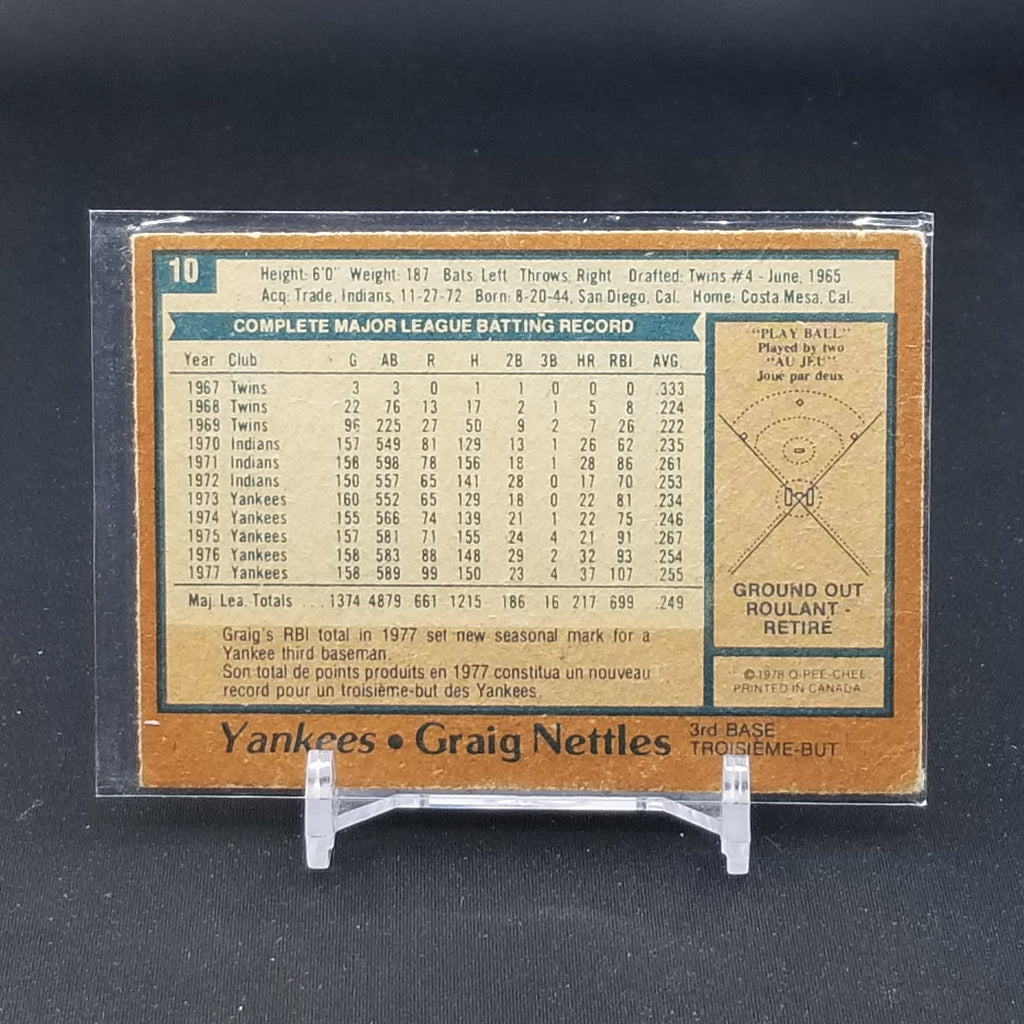 10
Height: 6'0" Weight: 187 Bats: Left Throws: Right Drafted: Twins #4 - June, 1965
Acq: Trade, Indians, 11-27-72 Born: 8-20-44, San Diego, Cal. Home: Costa Mesa, Cal.
COMPLETE MAJOR LEAGUE BATTING RECORD
Year Club G AB R H 2B 3B HR RBI AVG.
1967 Twins 3 3 0 1 1 0 0 0 .333
1968 Twins 22 76 13 17 2 1 5 8 .224
1969 Twins 96 225 27 50 9 2 7 26 .222
1970 Indians 157 549 81 129 13 1 26 62 .235
1971 Indians 158 598 78 156 18 1 28 86 .261
1972 Indians 150 557 65 141 28 0 17 70 .253
1973 Yankees 160 552 65 129 18 0 22 81 .234
1974 Yankees 155 566 74 139 21 1 22 75 .246
1975 Yankees 157 581 71 155 24 4 21 91 .267
1976 Yankees 158 583 88 148 29 2 32 93 .254
1977 Yankees 158 589 99 150 23 4 37 107 .255
Maj. Lea. Totals ... 1374 4879 661 1215 186 16 217 699 .249
Graig's RBI total in 1977 set new seasonal mark for a
Yankee third baseman.
Son total de points produits en 1977 constitua un nouveau
record pour un troisième-but des Yankees.
"PLAY BALL"
Played by two
"AU JEU"
Joué par deux
GROUND OUT
ROULANT -
RETIRÉ
© 1978 O-PEE-CHEE
PRINTED IN CANADA
Yankees • Graig Nettles
3rd BASE
TROISIÈME-BUT